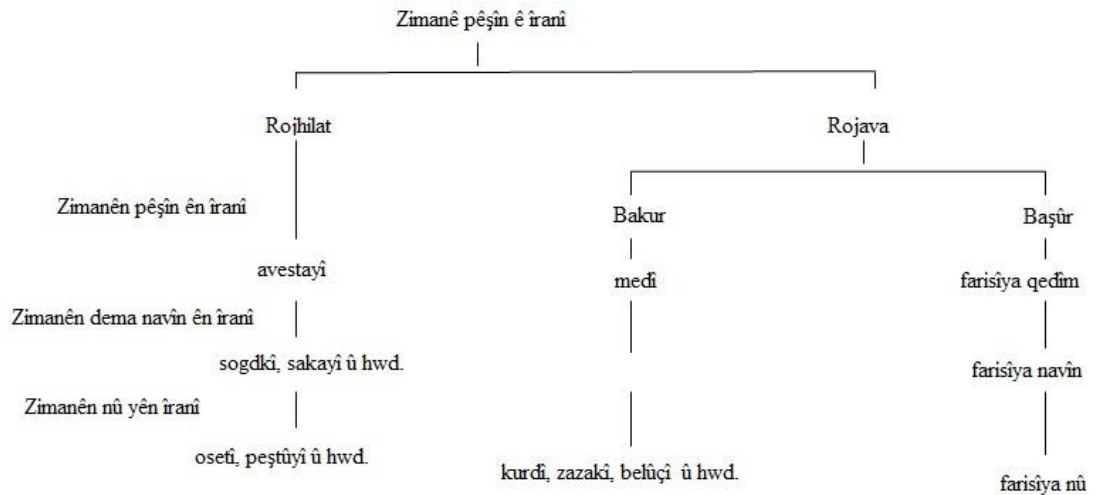 Zimanê pêşîn ê îranî
Rojhilat
Rojava
Zimanên pêşîn ên îranî
Bakur
Başûr
avestayî
medî
farisîya qedîm
Zimanên dema navîn ên îranî
sogdkî, sakayî û hwd.
farisîya navîn
Zimanên nû yên îranî
osetî, peştûyî û hwd.
kurdî, zazakî, belûçî û hwd.
farisîya nû